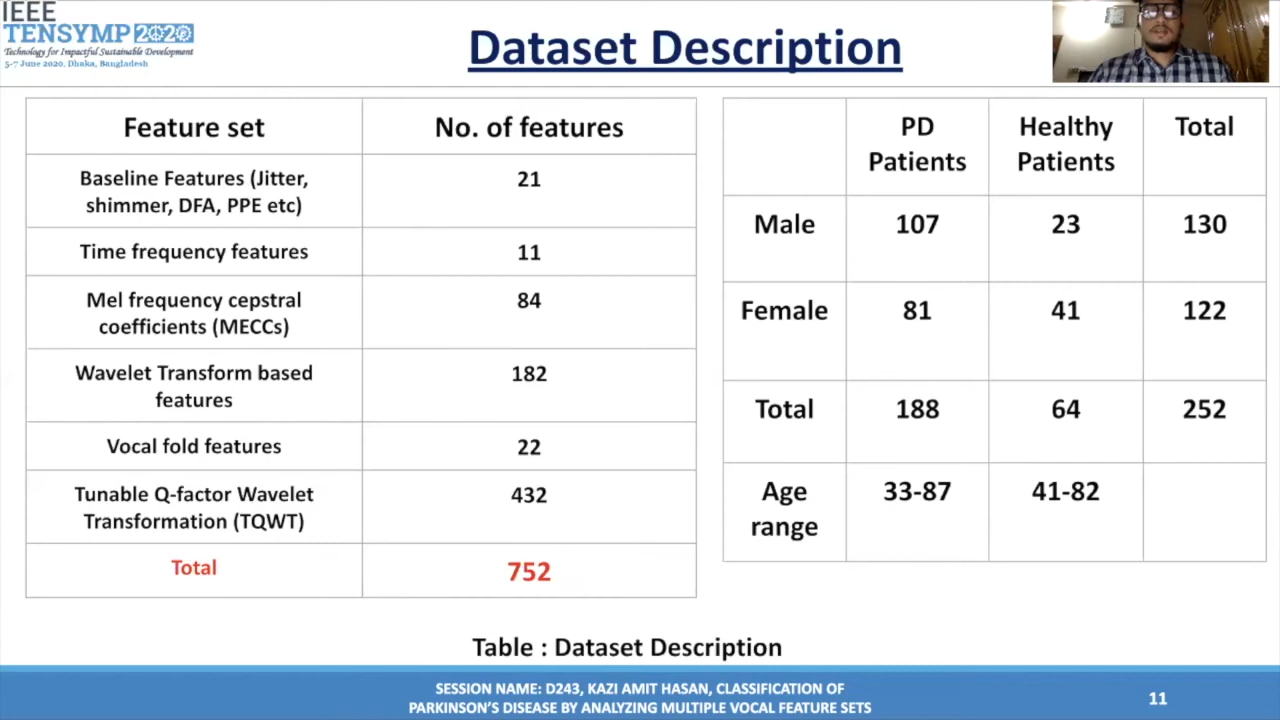 IEEE
TENSYMP 2020
Technology for Impactful Sustainable Development
5-7 June 2020, Dhaka, Bangladesh
Dataset Description
Feature set No. of features
Baseline Features (Jitter,
shimmer, DFA, PPE etc) 21
Time frequency features 11
Mel frequency cepstral
coefficients (MECCs) 84
Wavelet Transform based
features 182
Vocal fold features 22
Tunable Q-factor Wavelet
Transformation (TQWT) 432
Total 752
PD
Patients
Healthy
Patients
Total
Male 107 23 130
Female 81 41 122
Total 188 64 252
Age
range 33-87 41-82
Table : Dataset Description
SESSION NAME: D243, KAZI AMIT HASAN, CLASSIFICATION OF
PARKINSON'S DISEASE BY ANALYZING MULTIPLE VOCAL FEATURE SETS
11